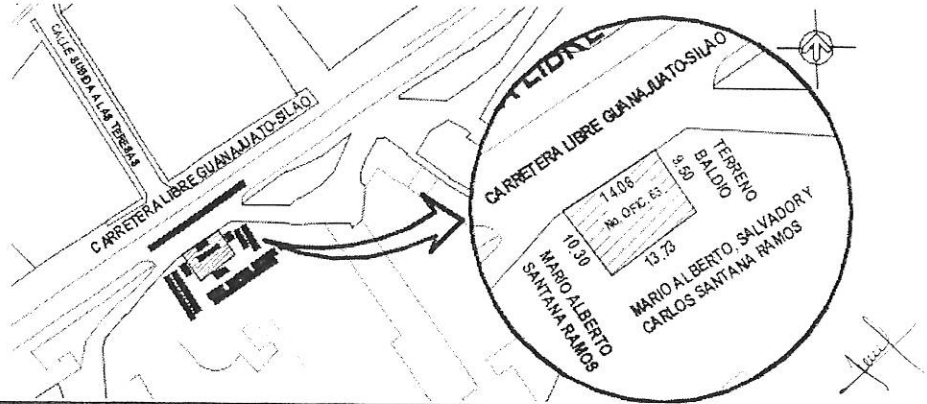 CALLE SUBIDA A LAS TERESAS
CARRETERA LIBRE GUANAJUATO-SILAO
CARRETERA LIBRE GUANAJUATO-SILAO
TERRENO
BALDIO
14.06
9.50
No. OFIC. 63
10.30
13.73
MARIO ALBERTO
SANTANA RAMOS
MARIO ALBERTO, SALVADOR Y
CARLOS SANTANA RAMOS